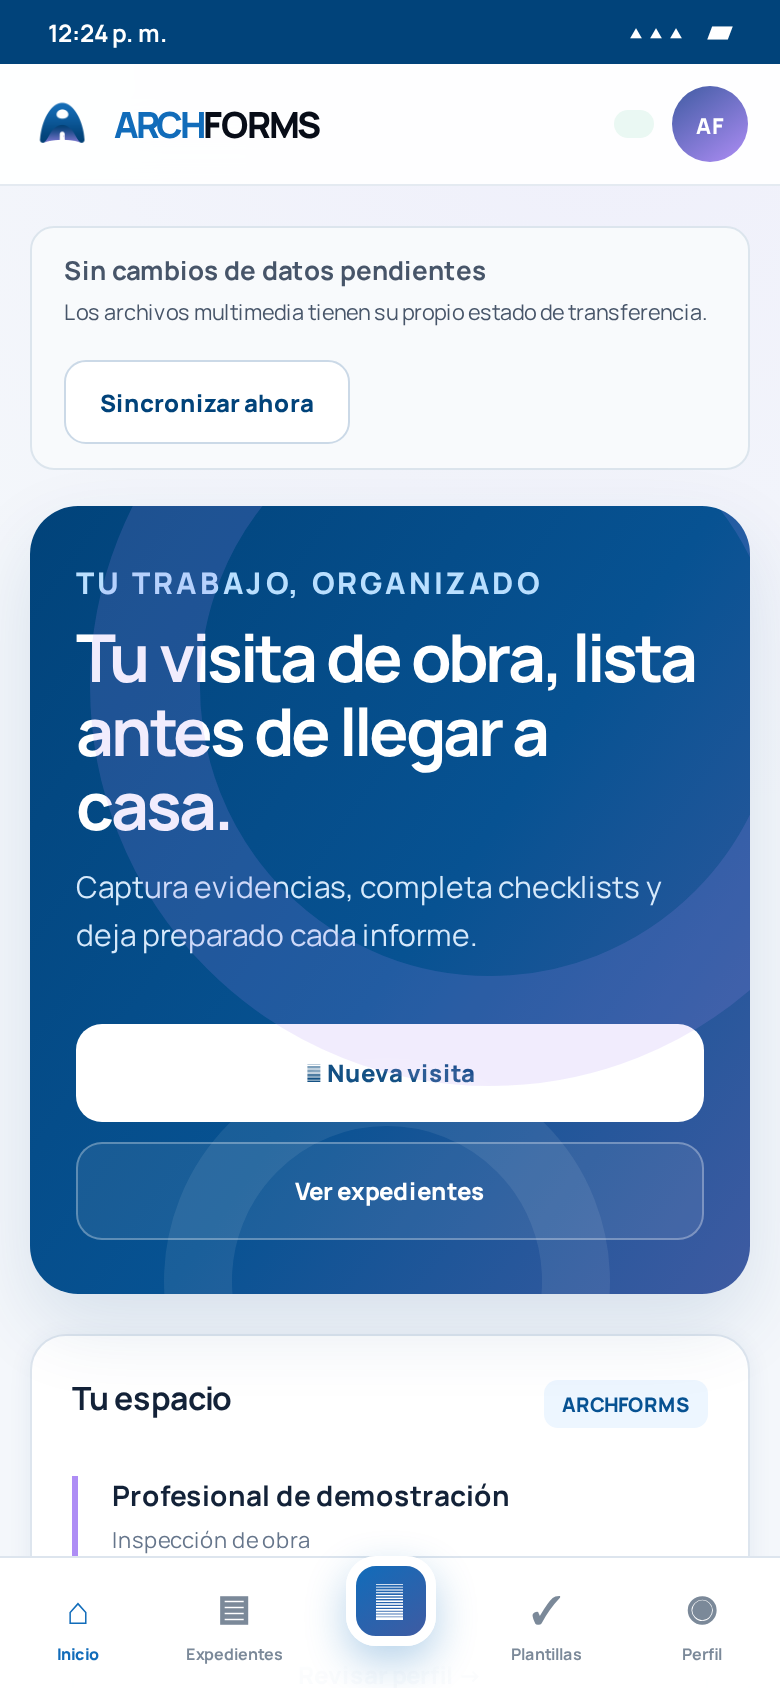 12:24 p. m.
ARCHFORMS
AF
Sin cambios de datos pendientes
Los archivos multimedia tienen su propio estado de transferencia.
Sincronizar ahora
TU TRABAJO, ORGANIZADO
Tu visita de obra, lista
antes de llegar a
casa.
Captura evidencias, completa checklists y
deja preparado cada informe.
Nueva visita
Ver expedientes
Tu espacio
ARCHFORMS
Profesional de demostración
Inspección de obra
Revisar perfil →
Inicio
Expedientes
Plantillas
Perfil